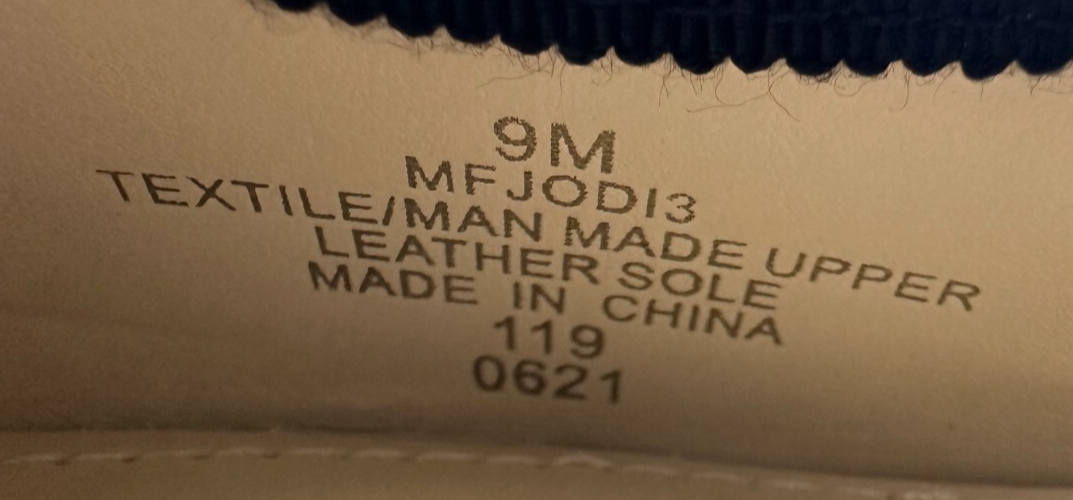 9M
MFJODI3
TEXTILE/MAN MADE UPPER
LEATHER SOLE
MADE IN CHINA
119
0621